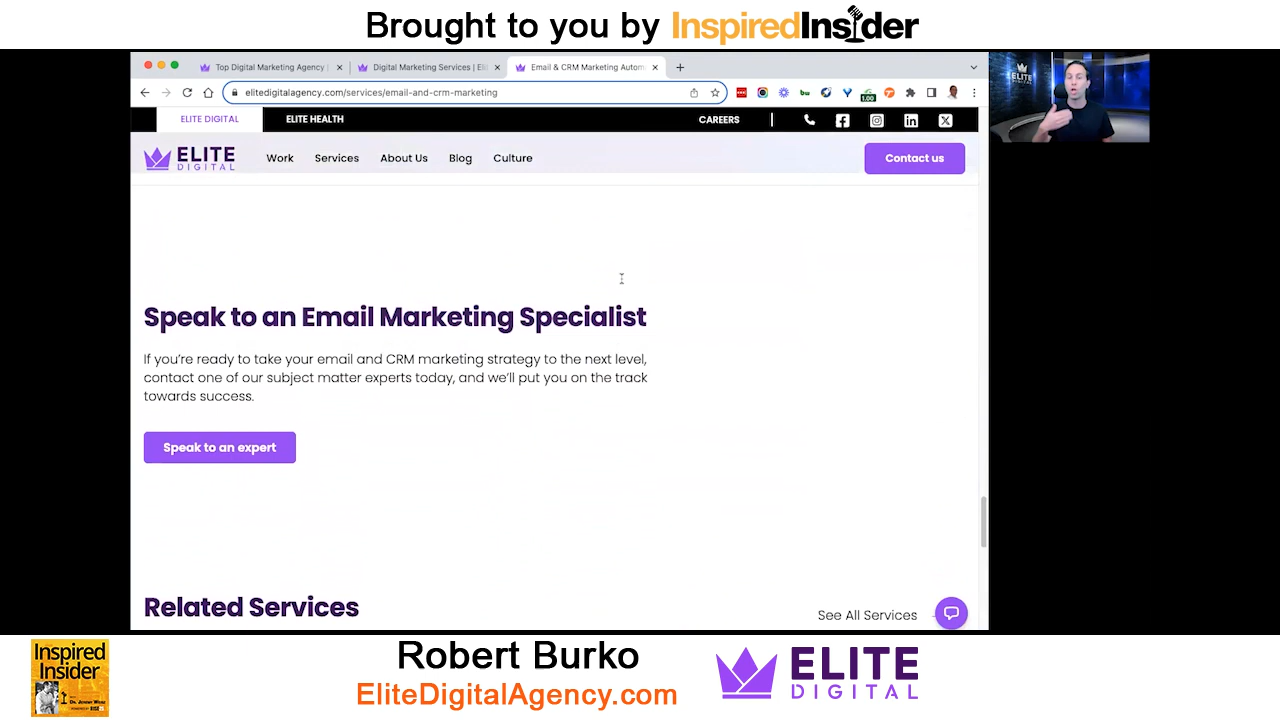 Brought to you by InspiredInsider
Top Digital Marketing Agency |
Digital Marketing Services | Eli
Email & CRM Marketing Autom
elitedigitalagency.com/services/email-and-crm-marketing
1.00
ELITE DIGITAL
ELITE HEALTH
CAREERS
ELITE
DIGITAL
Work
Services
About Us
Blog
Culture
Contact us
ELITE
Speak to an Email Marketing Specialist
If you're ready to take your email and CRM marketing strategy to the next level,
contact one of our subject matter experts today, and we'll put you on the track
towards success.
Speak to an expert
Related Services
See All Services
Inspired
Insider
Robert Burko
EliteDigitalAgency.com
ELITE
DIGITAL